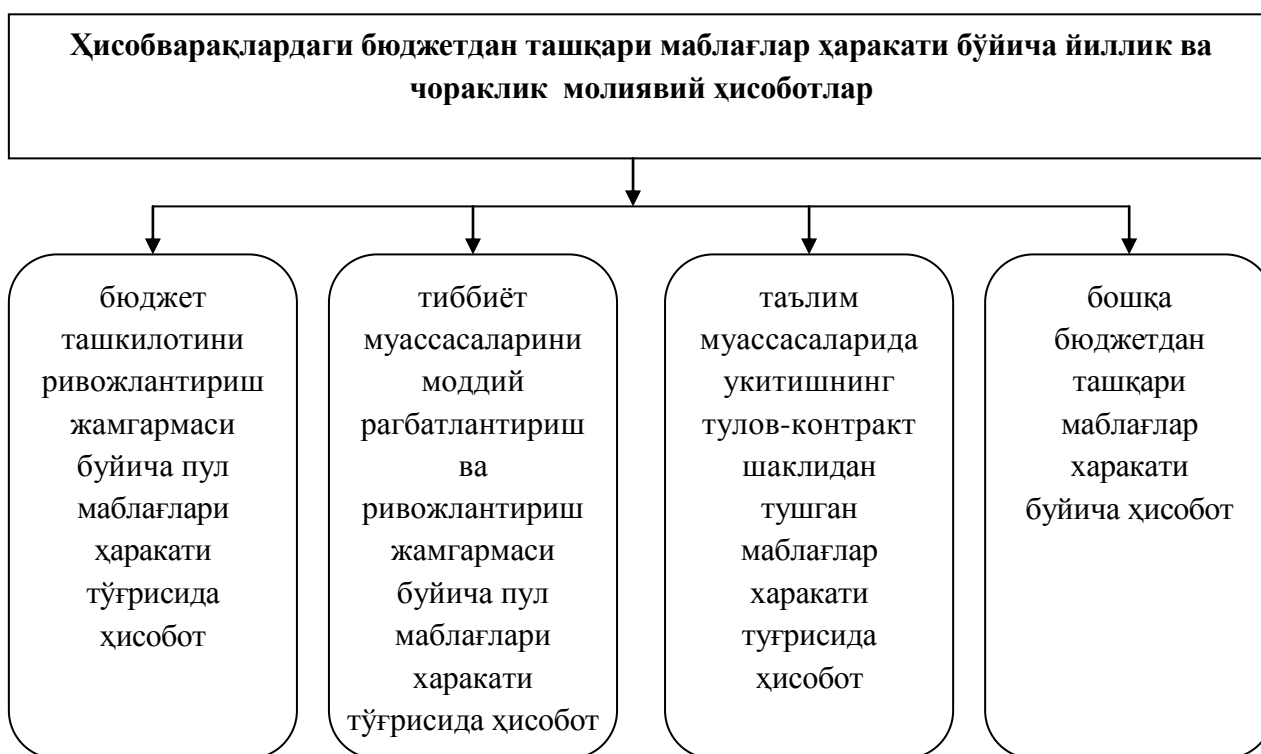 Ҳисобварақлардаги бюджетдан ташқари маблағлар ҳаракати бўйича йиллик ва
чораклик молиявий ҳисоботлар
бюджет
ташкилотини
ривожлантириш
жамгармаси
буйича пул
маблағлари
ҳаракати
тўғрисида
ҳисобот
тиббиёт
муассасаларини
моддий
рагбатлантириш
ва
ривожлантириш
жамгармаси
буйича пул
маблағлари
харакати
тўғрисида ҳисобот
таълим
муассасаларида
укитишнинг
тулов-контракт
шаклидан
тушган
маблағлар
харакати
туғрисида
ҳисобот
бошқа
бюджетдан
ташқари
маблағлар
харакати
буйича ҳисобот